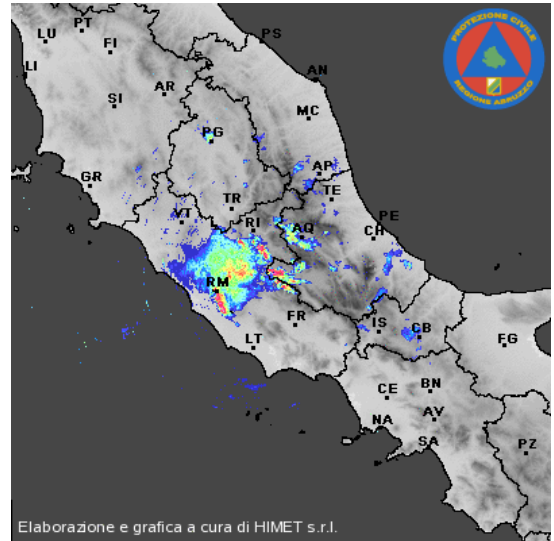 PT
PS
LU
FI
LI
AR
AN
SI
MC
PG
GR
AP
TE
TR
VT
RI
PE
AQ
CH
RM
FR
IS
CB
LT
FG
CE
BN
NA
AV
SA
PZ
PROTEZIONE CIVILE
REGIONE ABRUZZO
Elaborazione e grafica a cura di HIMET s.r.l.